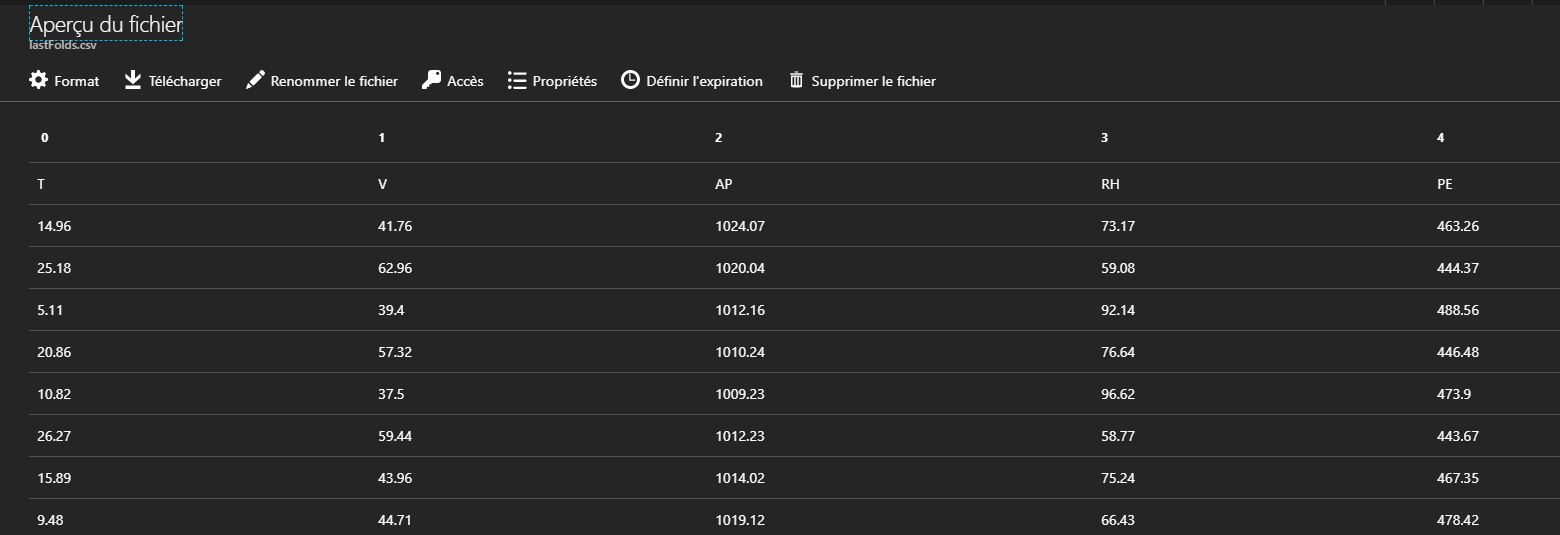 Aperçu du fichier
lastFolds.csv
Format Télécharger Renommer le fichier Accès Propriétés Définir l'expiration Supprimer le fichier
0 1 2 3 4
T V AP RH PE
14.96 41.76 1024.07 73.17 463.26
25.18 62.96 1020.04 59.08 444.37
5.11 39.4 1012.16 92.14 488.56
20.86 57.32 1010.24 76.64 446.48
10.82 37.5 1009.23 96.62 473.9
26.27 59.44 1012.23 58.77 443.67
15.89 43.96 1014.02 75.24 467.35
9.48 44.71 1019.12 66.43 478.42